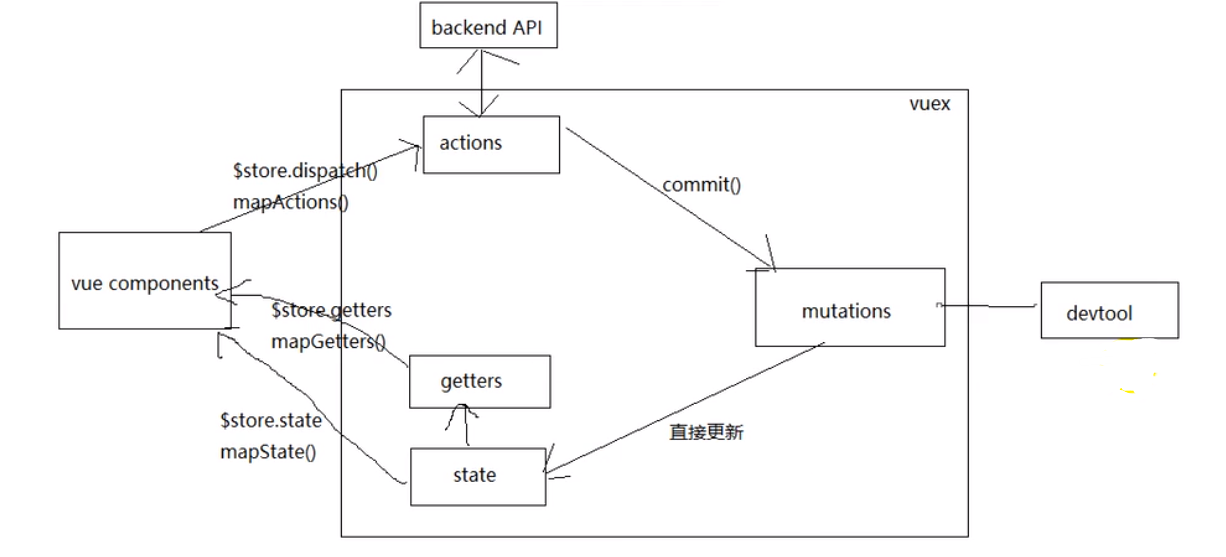 backend API
vuex
actions
$store.dispatch()
mapActions()
commit()
vue components
$store.getters
mapGetters()
mutations
devtool
getters
$store.state
mapState()
直接更新
state